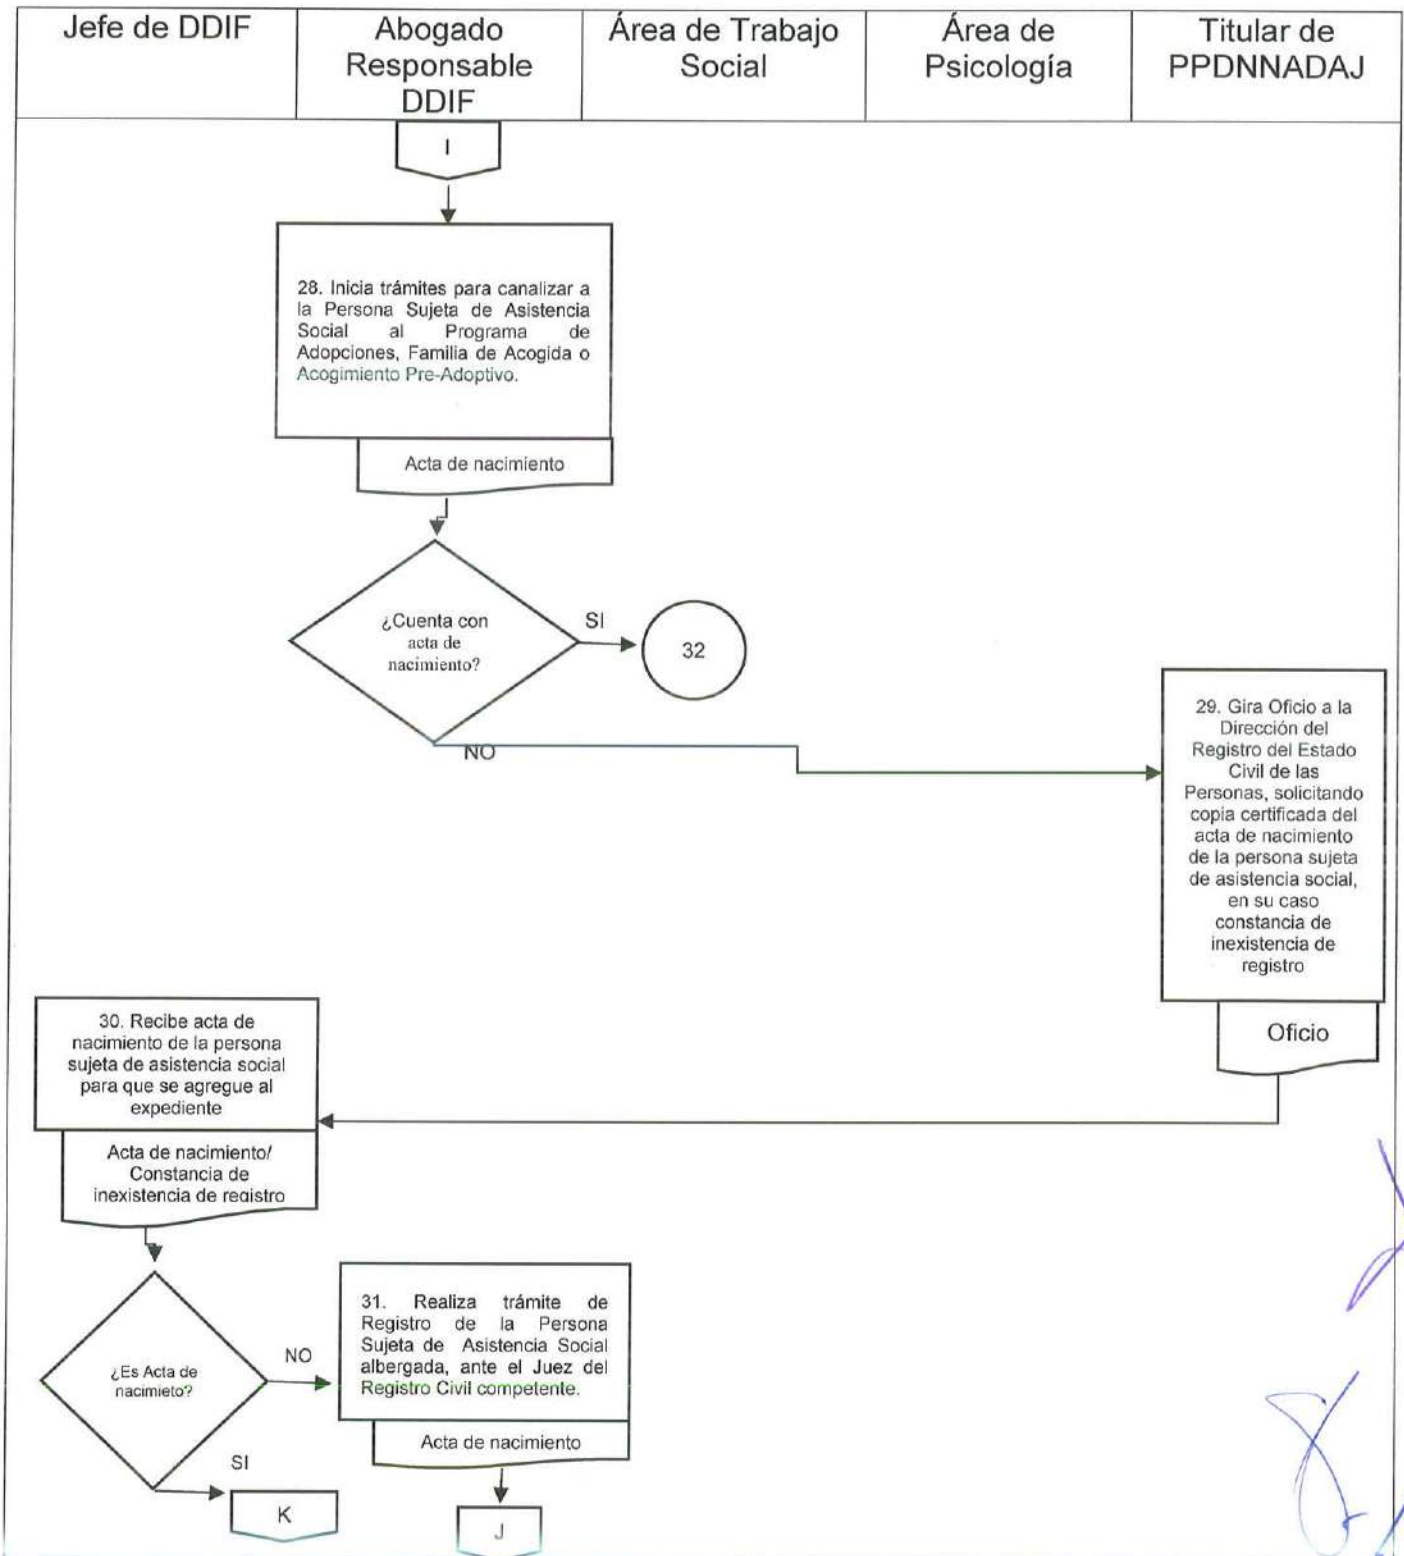 Jefe de DDIF
Abogado
Responsable
DDIF
Área de Trabajo
Social
Área de
Psicología
Titular de
PPDNNADAJ
I
28. Inicia trámites para canalizar a
la Persona Sujeta de Asistencia
Social al Programa de
Adopciones, Familia de Acogida o
Acogimiento Pre-Adoptivo.
Acta de nacimiento
¿Cuenta con
acta de
nacimiento?
SI
32
NO
29. Gira Oficio a la
Dirección del
Registro del Estado
Civil de las
Personas, solicitando
copia certificada del
acta de nacimiento
de la persona sujeta
de asistencia social,
en su caso
constancia de
inexistencia de
registro
Oficio
30. Recibe acta de
nacimiento de la persona
sujeta de asistencia social
para que se agregue al
expediente
Acta de nacimiento/
Constancia de
inexistencia de registro
¿Es Acta de
nacimieto?
NO
SI
K
31. Realiza trámite de
Registro de la Persona
Sujeta de Asistencia Social
albergada, ante el Juez del
Registro Civil competente.
Acta de nacimiento
J